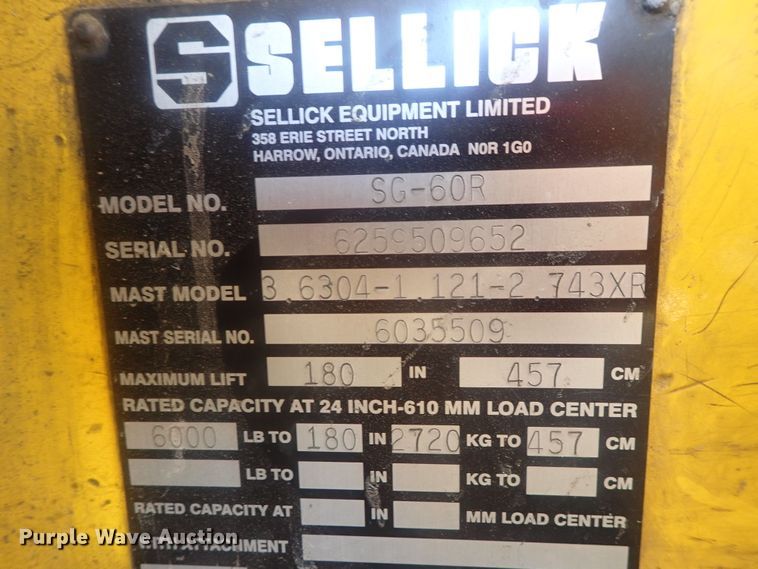 S SELLICK
SELLICK EQUIPMENT LIMITED
358 ERIE STREET NORTH
HARROW, ONTARIO, CANADA N0R 1G0
MODEL NO. SG-60R
SERIAL NO. 6259509652
MAST MODEL 3.6304-1.121-2.743XR
MAST SERIAL NO. 6035509
MAXIMUM LIFT 180 IN 457 CM
RATED CAPACITY AT 24 INCH-610 MM LOAD CENTER
6000 LB TO 180 IN 2720 KG TO 457 CM
LB TO IN KG TO CM
RATED CAPACITY AT IN MM LOAD CENTER
WITH ATTACHMENT
Purple Wave Auction